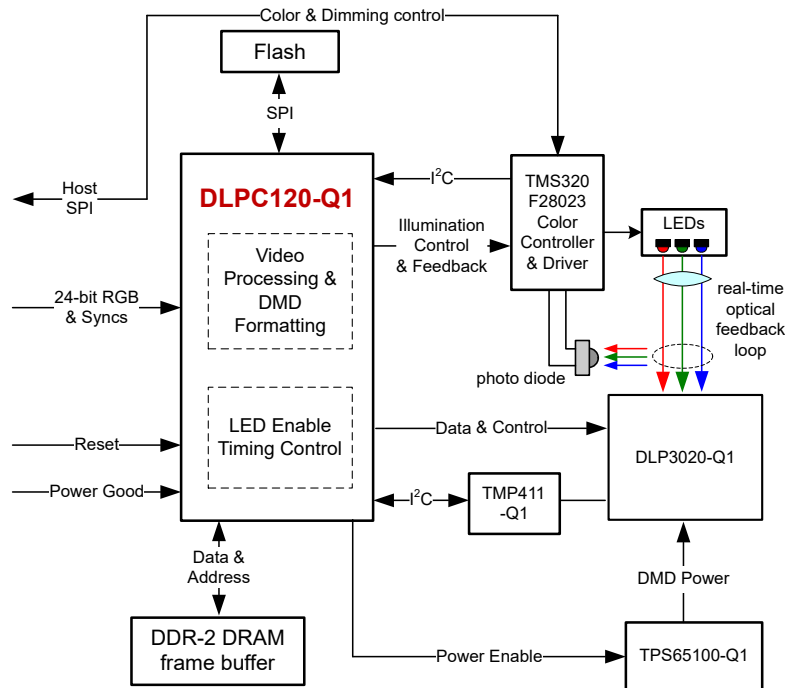 Color & Dimming control
Flash
SPI
Host
SPI
DLPC120-Q1
I²C
TMS320
F28023
Color
Controller
& Driver
LEDs
Video
Processing &
DMD
Formatting
Illumination
Control
& Feedback
24-bit RGB
& Syncs
real-time
optical
feedback
loop
photo diode
LED Enable
Timing Control
Reset
Data & Control
DLP3020-Q1
Power Good
I²C
TMP411
-Q1
Data &
Address
DMD Power
DDR-2 DRAM
frame buffer
Power Enable
TPS65100-Q1